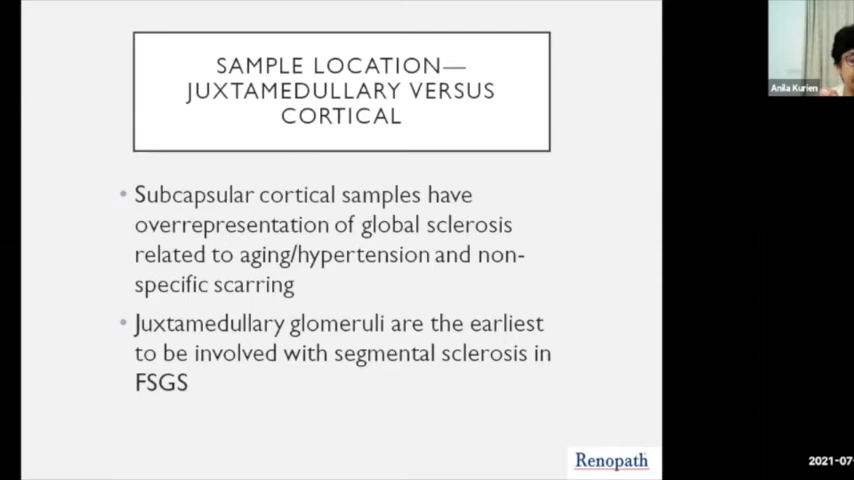 SAMPLE LOCATION—
JUXTAMEDULLARY VERSUS
CORTICAL
• Subcapsular cortical samples have
overrepresentation of global sclerosis
related to aging/hypertension and non-
specific scarring
• Juxtamedullary glomeruli are the earliest
to be involved with segmental sclerosis in
FSGS
Renopath
Anila Kurien
2021-07